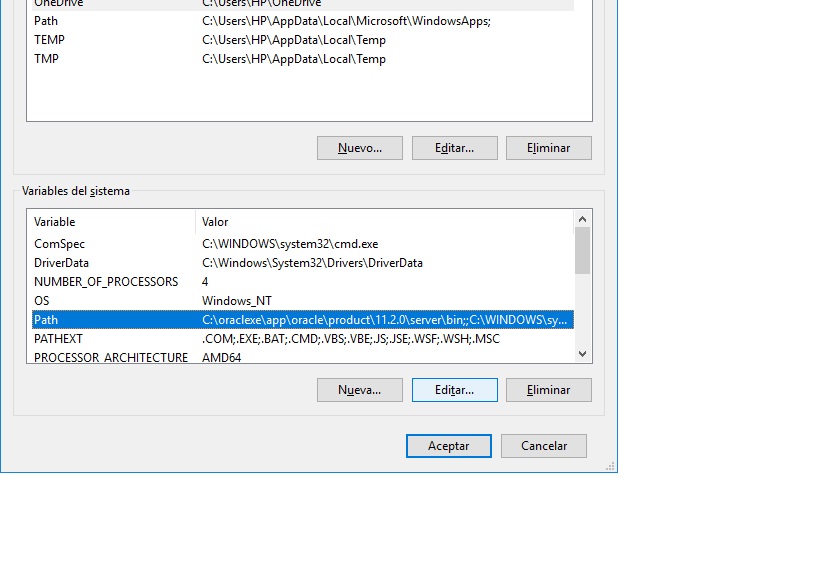 OneDrive C:\Users\HP\OneDrive
Path C:\Users\HP\AppData\Local\Microsoft\WindowsApps;
TEMP C:\Users\HP\AppData\Local\Temp
TMP C:\Users\HP\AppData\Local\Temp
Nuevo... Editar... Eliminar
Variables del sistema
Variable Valor
ComSpec C:\WINDOWS\system32\cmd.exe
DriverData C:\Windows\System32\Drivers\DriverData
NUMBER_OF_PROCESSORS 4
OS Windows_NT
Path C:\oraclexe\app\oracle\product\11.2.0\server\bin;;C:\WINDOWS\sy...
PATHEXT .COM;.EXE;.BAT;.CMD;.VBS;.VBE;.JS;.JSE;.WSF;.WSH;.MSC
PROCESSOR_ARCHITECTURE AMD64
Nueva... Editar... Eliminar
Aceptar Cancelar